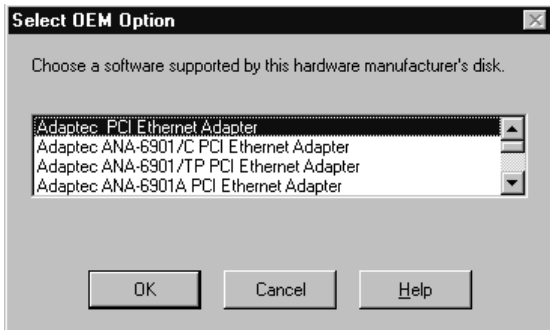 Select OEM Option
Choose a software supported by this hardware manufacturer's disk.
Adaptec  PCI Ethernet Adapter
Adaptec ANA-6901/C PCI Ethernet Adapter
Adaptec ANA-6901/TP PCI Ethernet Adapter
Adaptec ANA-6901A PCI Ethernet Adapter
OK Cancel Help